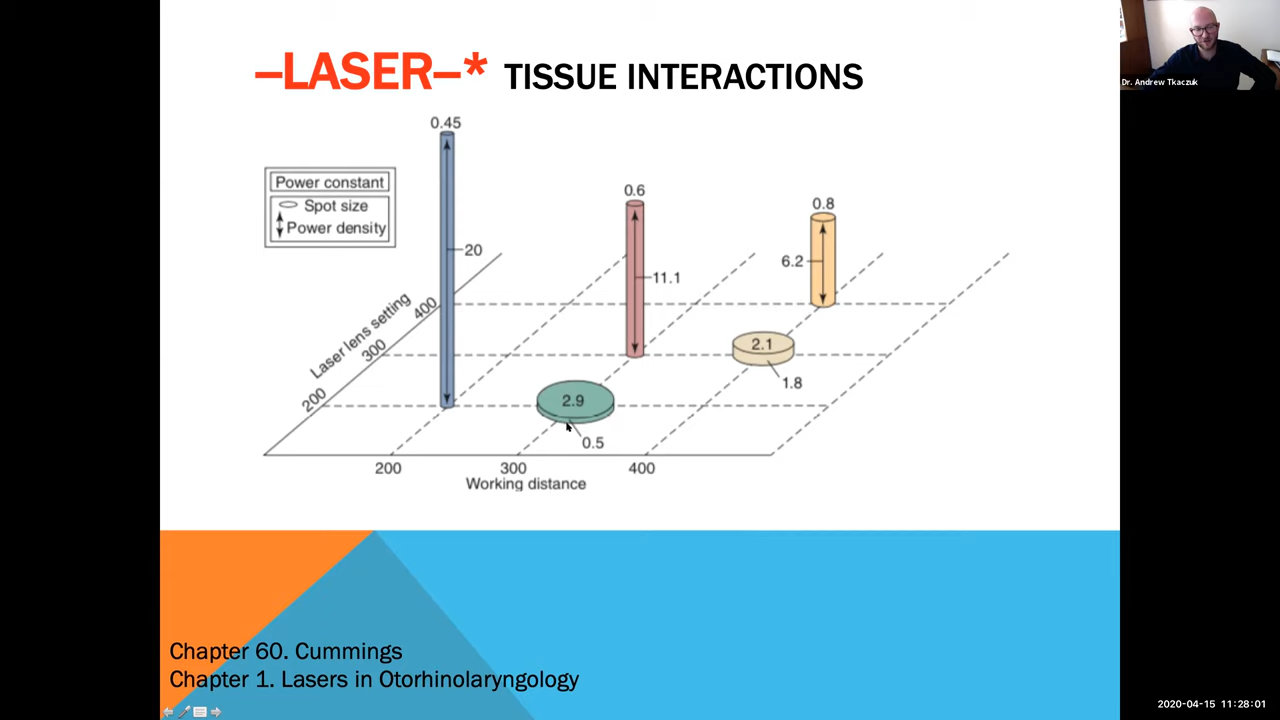 –LASER–* TISSUE INTERACTIONS
Dr. Andrew Tkaczuk
0.45
Power constant
Spot size
Power density
0.6
0.8
20
11.1
6.2
Laser lens setting
400
300
200
2.1
1.8
2.9
0.5
200
300
400
Working distance
Chapter 60. Cummings
Chapter 1. Lasers in Otorhinolaryngology
2020-04-15 11:28:01